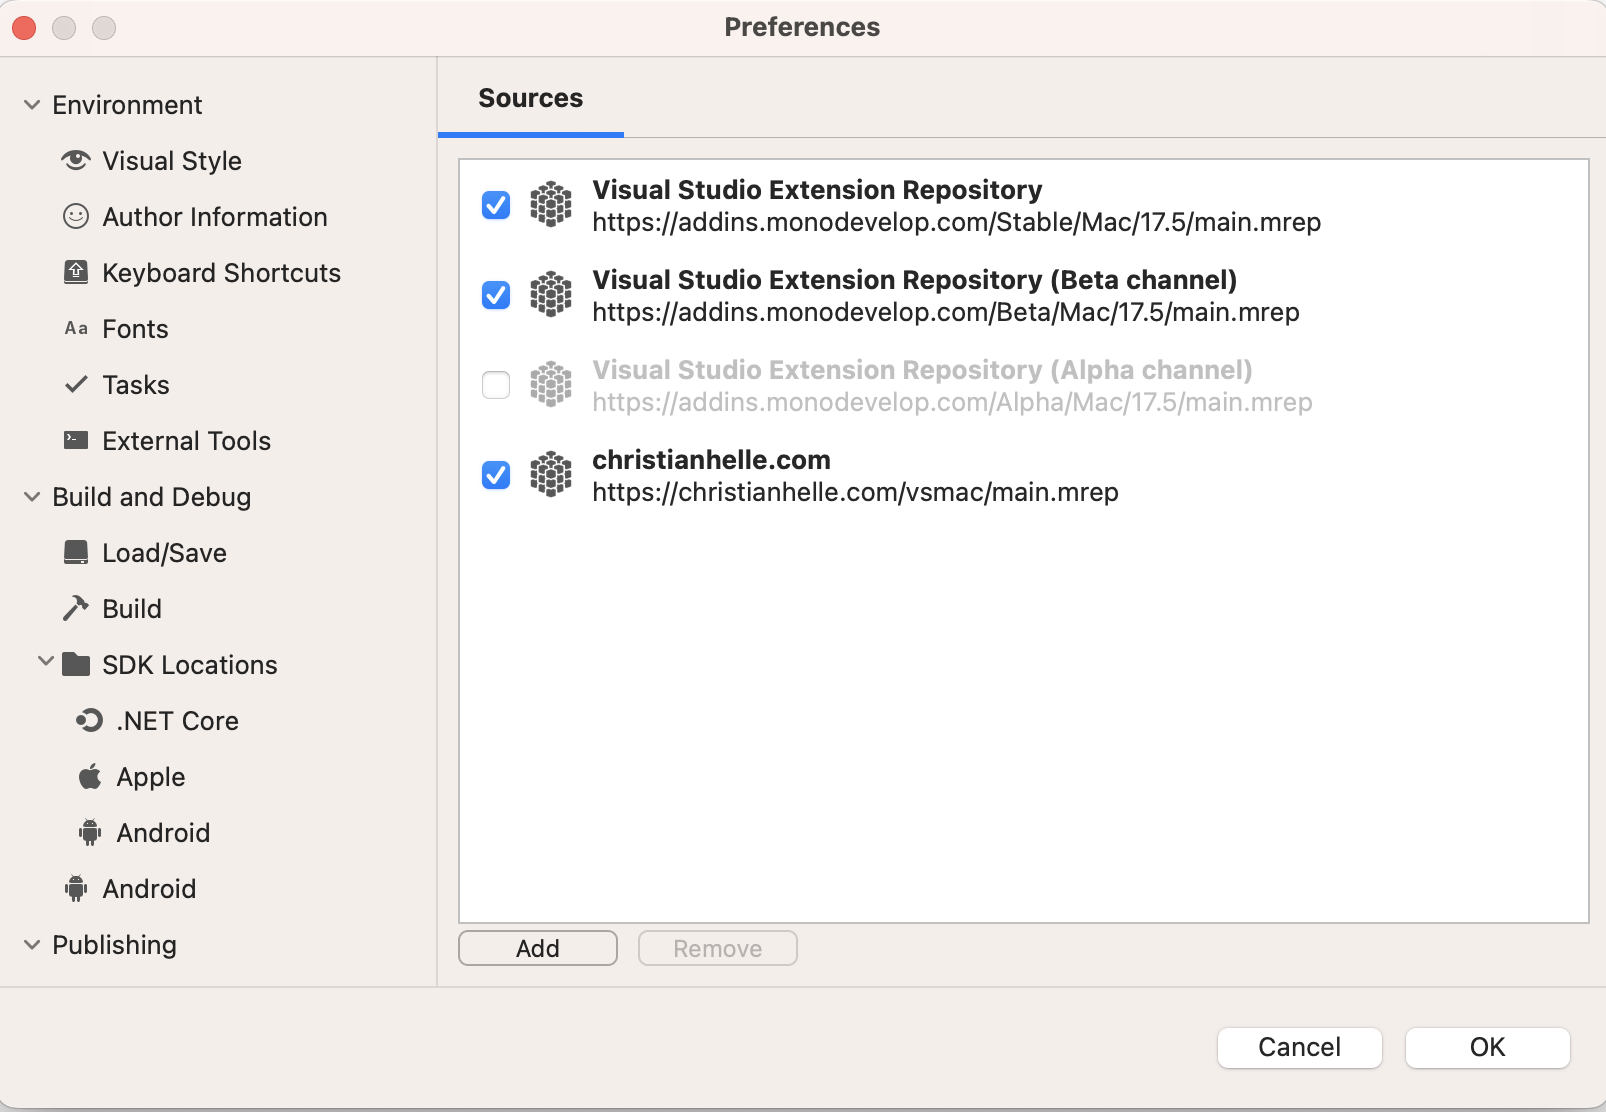 Preferences
Environment
Visual Style
Author Information
Keyboard Shortcuts
Aa Fonts
Tasks
External Tools
Build and Debug
Load/Save
Build
SDK Locations
.NET Core
Apple
Android
Android
Publishing
Sources
Visual Studio Extension Repository
https://addins.monodevelop.com/Stable/Mac/17.5/main.mrep
Visual Studio Extension Repository (Beta channel)
https://addins.monodevelop.com/Beta/Mac/17.5/main.mrep
Visual Studio Extension Repository (Alpha channel)
https://addins.monodevelop.com/Alpha/Mac/17.5/main.mrep
christianhelle.com
https://christianhelle.com/vsmac/main.mrep
Add
Remove
Cancel
OK